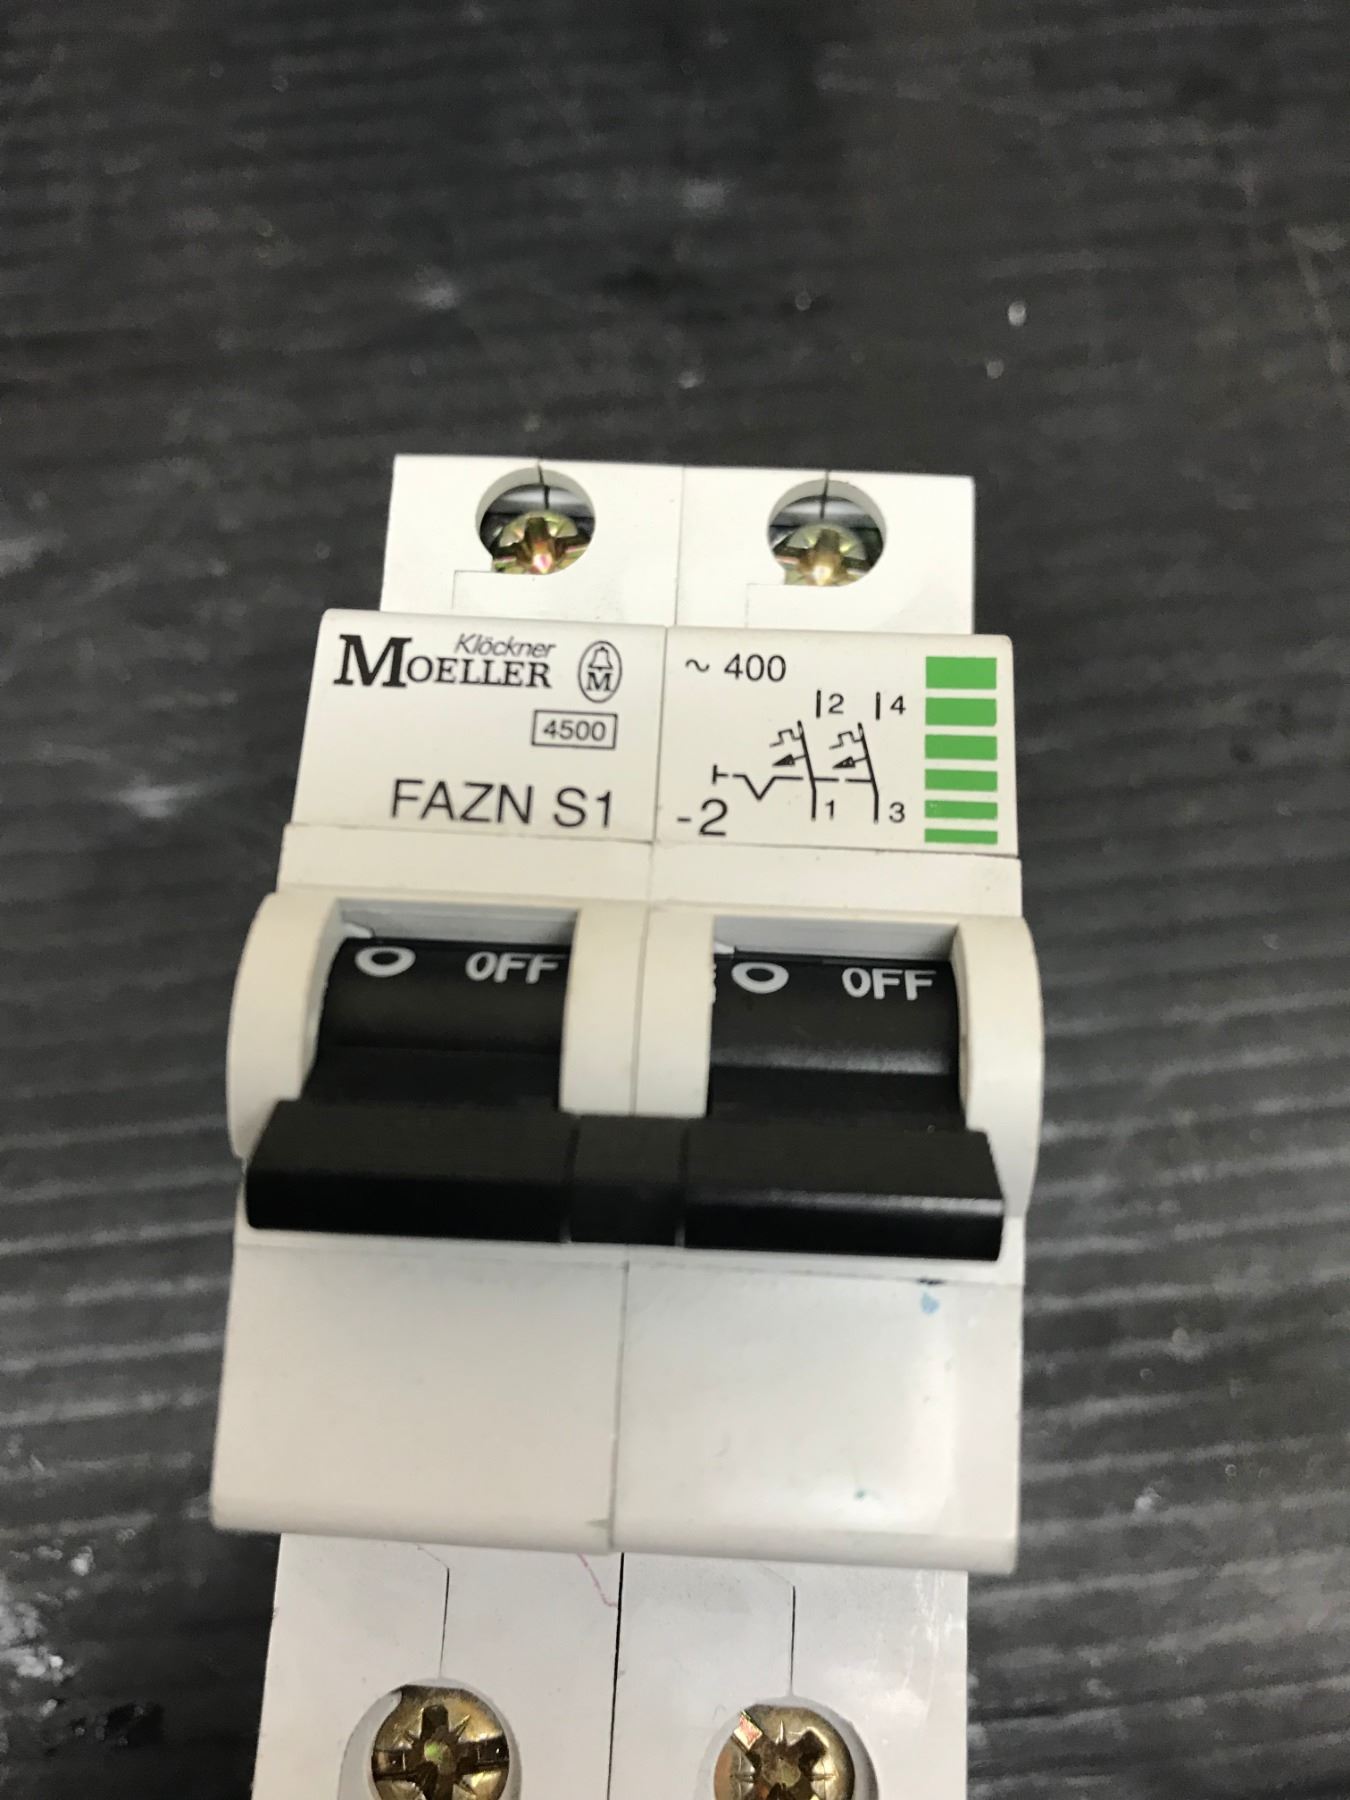 Klöckner
MOELLER
M
4500
FAZN S1
~ 400
2 4
-2 1 3
O OFF
O OFF